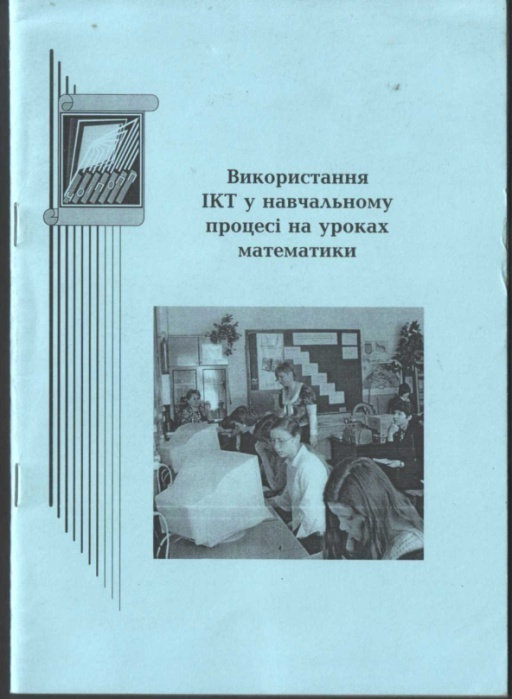 Використання
ІКТ у навчальному
процесі на уроках
математики